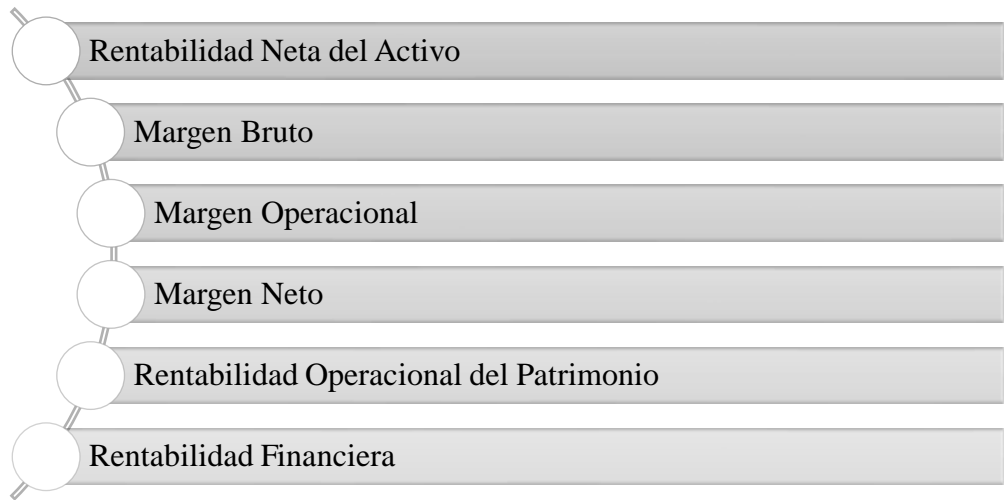 Rentabilidad Neta del Activo
Margen Bruto
Margen Operacional
Margen Neto
Rentabilidad Operacional del Patrimonio
Rentabilidad Financiera